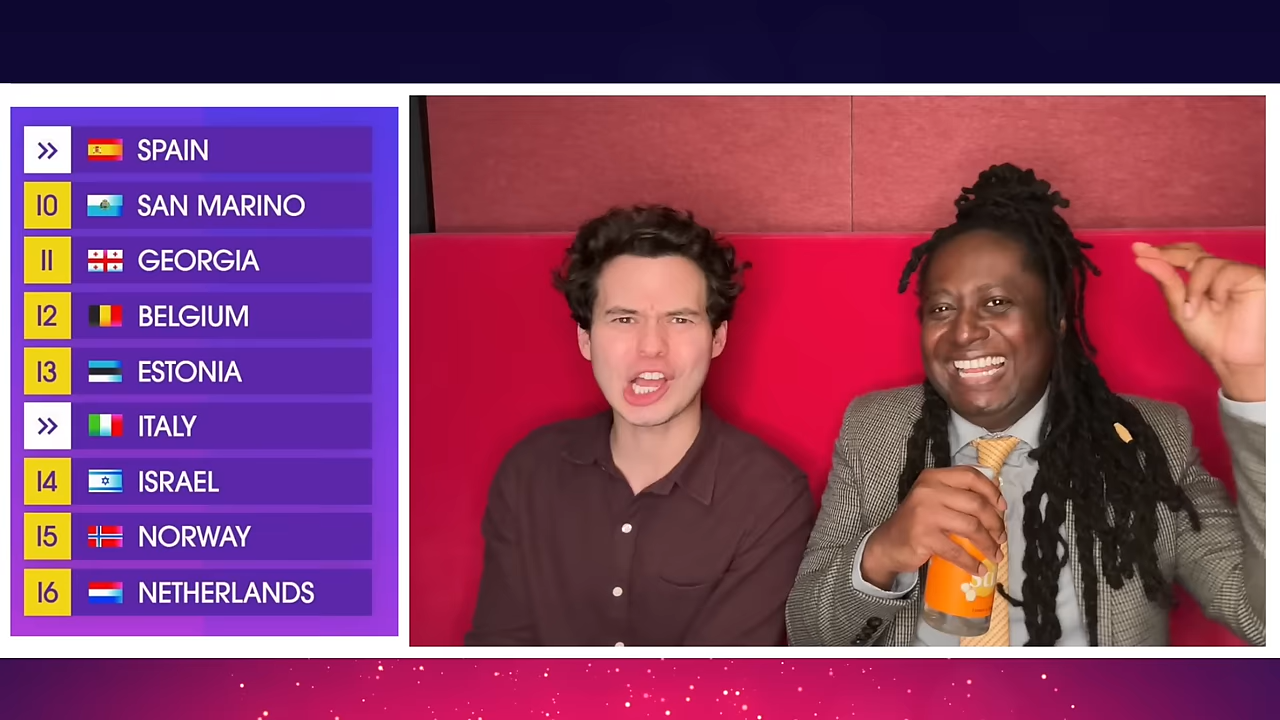 >> SPAIN
10 SAN MARINO
11 GEORGIA
12 BELGIUM
13 ESTONIA
>> ITALY
14 ISRAEL
15 NORWAY
16 NETHERLANDS